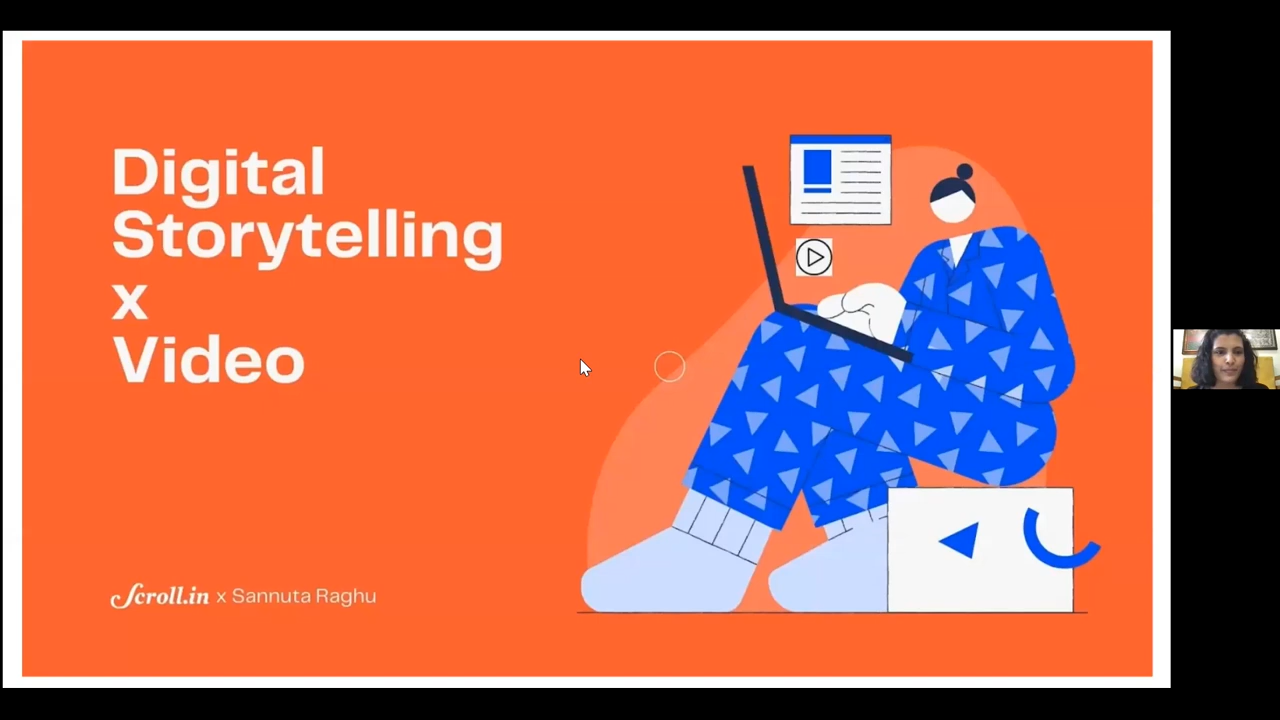 Digital
Storytelling
x
Video
Scroll.in x Sannuta Raghu